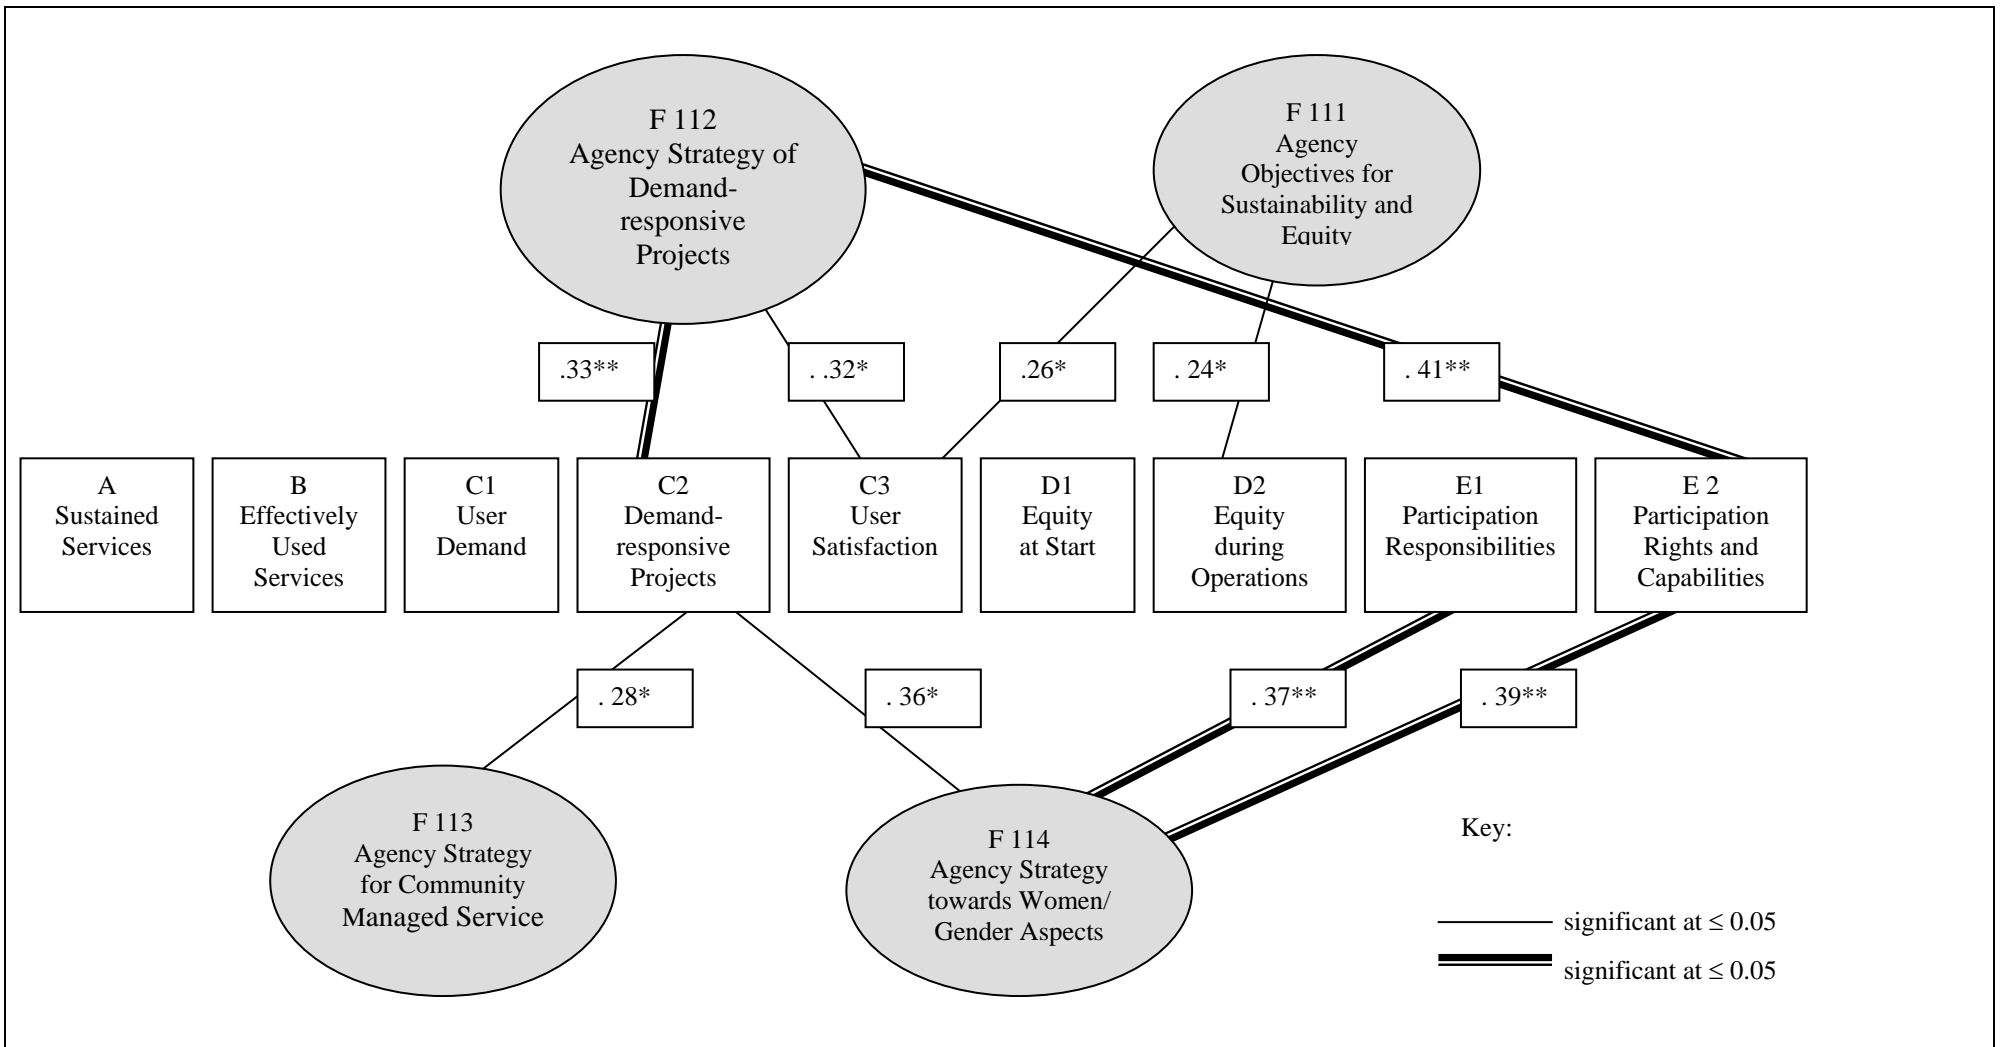 F 112
Agency Strategy of
Demand-
responsive
Projects
F 111
Agency
Objectives for
Sustainability and
Equity
.33**
. .32*
.26*
. 24*
. 41**
A
Sustained
Services
B
Effectively
Used
Services
C1
User
Demand
C2
Demand-
responsive
Projects
C3
User
Satisfaction
D1
Equity
at Start
D2
Equity
during
Operations
E1
Participation
Responsibilities
E 2
Participation
Rights and
Capabilities
. 28*
. 36*
. 37**
. 39**
F 113
Agency Strategy
for Community
Managed Service
F 114
Agency Strategy
towards Women/
Gender Aspects
Key:
significant at ≤ 0.05
significant at ≤ 0.05